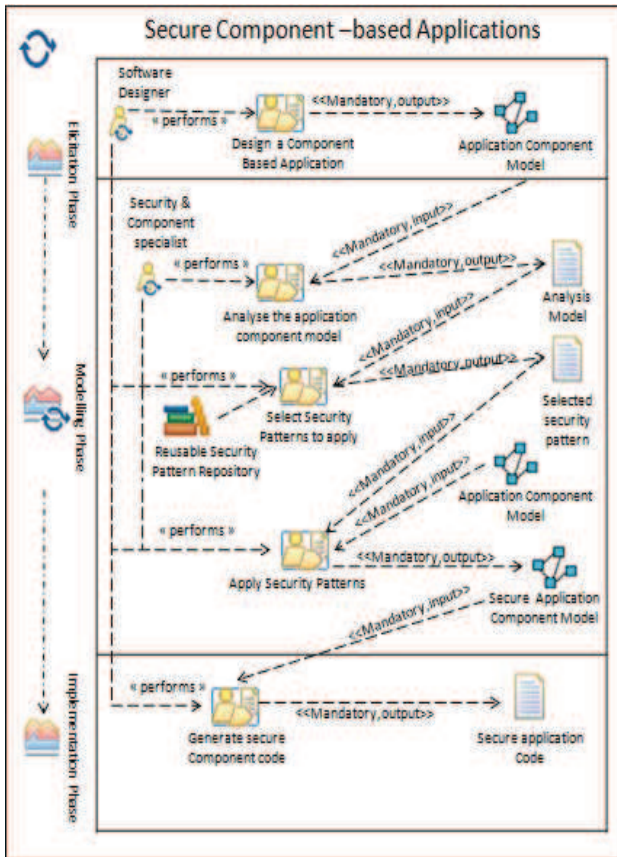 Secure Component –based Applications
Software
Designer
« performs »
<<Mandatory,output>>
Design a Component
Based Application
Application Component
Model
Elicitation Phase
Security &
Component
specialist
« performs »
<<Mandatory,input>>
<<Mandatory,output>>
Analyse the application
component model
Analysis
Model
<<Mandatory,input>>
« performs »
<<Mandatory,output>>
Select Security
Patterns to apply
Reusable Security
Pattern Repository
Selected
security
pattern
Modelling Phase
<<Mandatory,input>>
<<Mandatory,input>>
Application Component
Model
« performs »
<<Mandatory,output>>
Apply Security Patterns
Secure Application
Component Model
<<Mandatory,input>>
« performs »
<<Mandatory,output>>
Generate secure
Component code
Secure application
Code
Implementation Phase